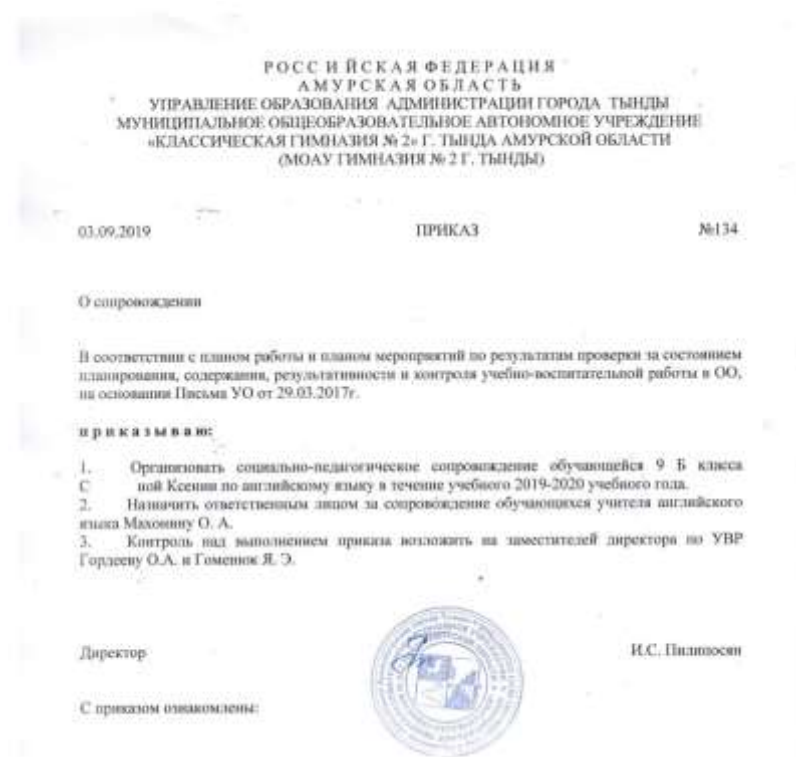 РОССИЙСКАЯ ФЕДЕРАЦИЯ
АМУРСКАЯ ОБЛАСТЬ
УПРАВЛЕНИЕ ОБРАЗОВАНИЯ АДМИНИСТРАЦИИ ГОРОДА ТЫНДЫ
МУНИЦИПАЛЬНОЕ ОБЩЕОБРАЗОВАТЕЛЬНОЕ АВТОНОМНОЕ УЧРЕЖДЕНИЕ
«КЛАССИЧЕСКАЯ ГИМНАЗИЯ № 2» Г. ТЫНДА АМУРСКОЙ ОБЛАСТИ
(МОАУ ГИМНАЗИЯ № 2 Г. ТЫНДЫ)
03.09.2019 ПРИКАЗ №134
О сопровождении
В соответствии с планом работы и планом мероприятий по результатам проверки за состоянием
планирования, содержания, результативности и контроля учебно-воспитательной работы в ОО,
на основании Письма УО от 29.03.2017г.
приказываю:
1. Организовать социально-педагогическое сопровождение обучающейся 9 Б класса
С ной Ксении по английскому языку в течение учебного 2019-2020 учебного года.
2. Назначить ответственным лицом за сопровождение обучающихся учителя английского
языка Махонину О. А.
3. Контроль над выполнением приказа возложить на заместителей директора по УВР
Гордееву О.А. и Гоменюк Я. Э.
Директор И.С. Пилипосян
С приказом ознакомлены: